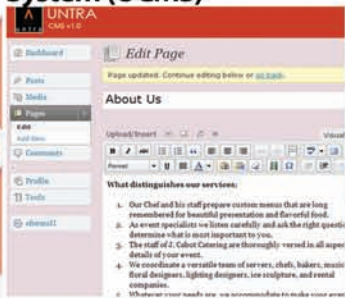 System (UCMS)
UNTRA
untra CMS v1.0
Dashboard
Edit Page
Page updated. Continue editing below or go back.
Posts
Media
About Us
Pages
Edit
Add New
Upload/Insert
Visual
Comments
Format
Profile
What distinguishes our services:
Tools
1. Our Chef and his staff prepare custom menus that are long
remembered for beautiful presentation and flavorful food.
2. As event specialists we listen carefully and ask the right questio
determine what is most important to you.
3. The staff of J. Cabot Catering are thoroughly versed in all aspec
details of your event.
4. We coordinate a versatile team of servers, chefs, bakers, music
floral designers, lighting designers, ice sculpture, and rental
companies.
5. Whatever your needs are, we accommodate to make your even